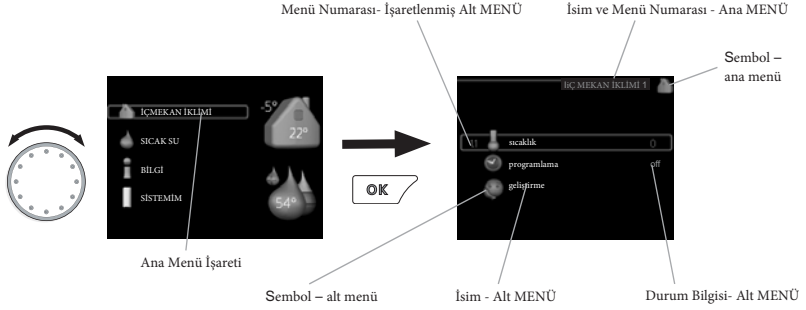 Menü Numarası- İşaretlenmiş Alt MENÜ
İsim ve Menü Numarası - Ana MENÜ
Sembol –
ana menü
İÇMEKAN İKLİMİ
SICAK SU
BİLGİ
SİSTEMİM
-5°
22°
54°
OK
İİÇ MEKAN İKLİMİ 1
11
sıcaklık
0
programlama
off
geliştirme
Ana Menü İşareti
Sembol – alt menü
İsim - Alt MENÜ
Durum Bilgisi- Alt MENÜ